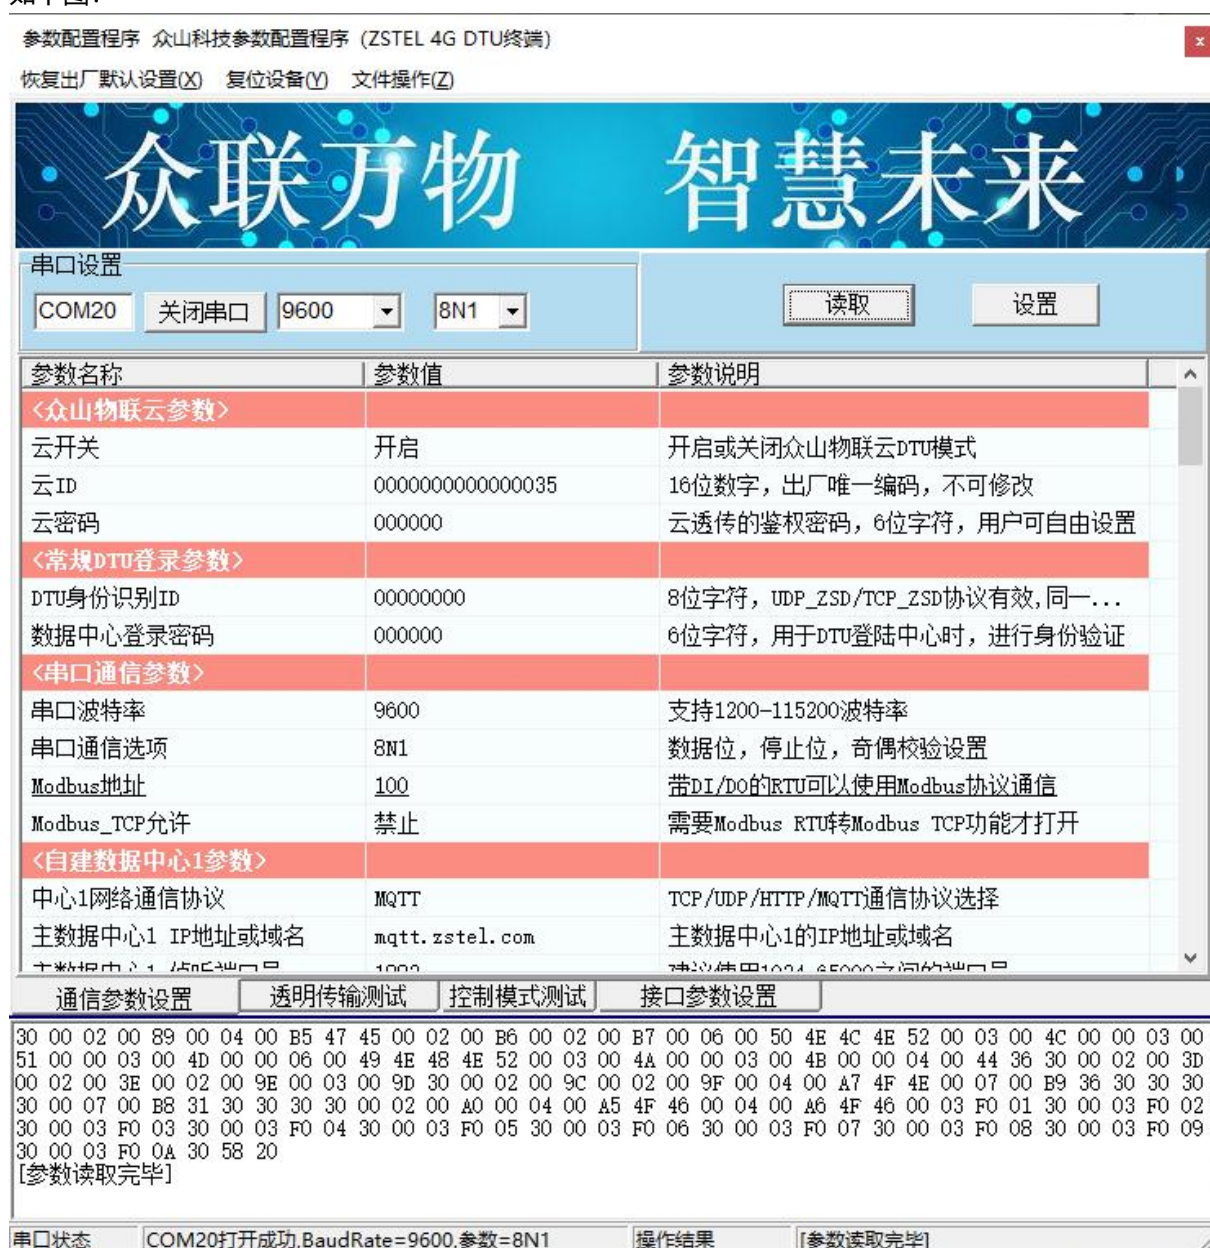 参数配置程序 众山科技参数配置程序 (ZSTEL 4G DTU终端)
恢复出厂默认设置(X) 复位设备(Y) 文件操作(Z)
众联万物 智慧未来
串口设置
COM20 关闭串口 9600 8N1 读取 设置
参数名称 参数值 参数说明
<众山物联云参数>
云开关 开启 开启或关闭众山物联云DTU模式
云ID 0000000000000035 16位数字，出厂唯一编码，不可修改
云密码 000000 云透传的鉴权密码，6位字符，用户可自由设置
<常规DTU登录参数>
DTU身份识别ID 00000000 8位字符，UDP_ZSD/TCP_ZSD协议有效,同一...
数据中心登录密码 000000 6位字符，用于DTU登陆中心时，进行身份验证
<串口通信参数>
串口波特率 9600 支持1200-115200波特率
串口通信选项 8N1 数据位，停止位，奇偶校验设置
Modbus地址 100 带DI/DO的RTU可以使用Modbus协议通信
Modbus_TCP允许 禁止 需要Modbus RTU转Modbus TCP功能才打开
<自建数据中心1参数>
中心1网络通信协议 MQTT TCP/UDP/HTTP/MQTT通信协议选择
主数据中心1 IP地址或域名 mqtt.zstel.com 主数据中心1的IP地址或域名
主数据中心1 侦听端口号 1883 建议使用1024-65000之间的端口号
通信参数设置 透明传输测试 控制模式测试 接口参数设置
30 00 02 00 89 00 04 00 B5 47 45 00 02 00 B6 00 02 00 B7 00 06 00 50 4E 4C 4E 52 00 03 00 4C 00 00 03 00
51 00 00 03 00 4D 00 00 06 00 49 4E 48 4E 52 00 03 00 4A 00 00 03 00 4B 00 00 04 00 44 36 30 00 02 00 3D
00 02 00 3E 00 02 00 9E 00 03 00 9D 30 00 02 00 9C 00 02 00 9F 00 04 00 A7 4F 4E 00 07 00 B9 36 30 30 30
30 00 07 00 B8 31 30 30 30 30 00 02 00 A0 00 04 00 A5 4F 46 00 04 00 A6 4F 46 00 03 F0 01 30 00 03 F0 02
30 00 03 F0 03 30 00 03 F0 04 30 00 03 F0 05 30 00 03 F0 06 30 00 03 F0 07 30 00 03 F0 08 30 00 03 F0 09
30 00 03 F0 0A 30 58 20
[参数读取完毕]
串口状态 COM20打开成功,BaudRate=9600,参数=8N1 操作结果 [参数读取完毕]